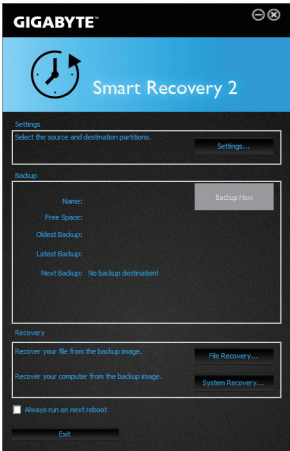 GIGABYTE™
Smart Recovery 2
Settings
Select the source and destination partitions.
Settings...
Backup
Backup Now
Name:
Free Space:
Oldest Backup:
Latest Backup:
Next Backup: No backup destination!
Recovery
Recover your file from the backup image.
File Recovery...
Recover your computer from the backup image.
System Recovery...
Always run on next reboot
Exit